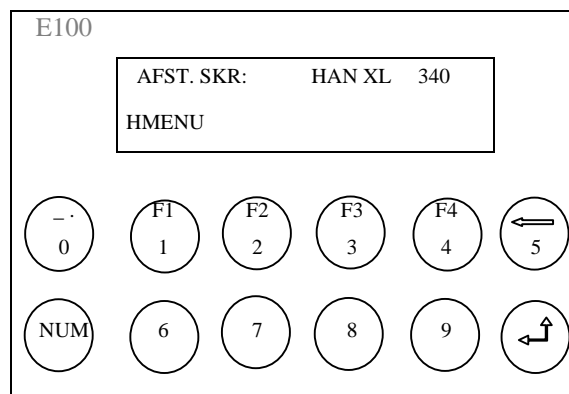 E100
AFST. SKR: HAN XL 340
HMENU
_ . F1 F2 F3 F4
0 1 2 3 4 5
NUM 6 7 8 9